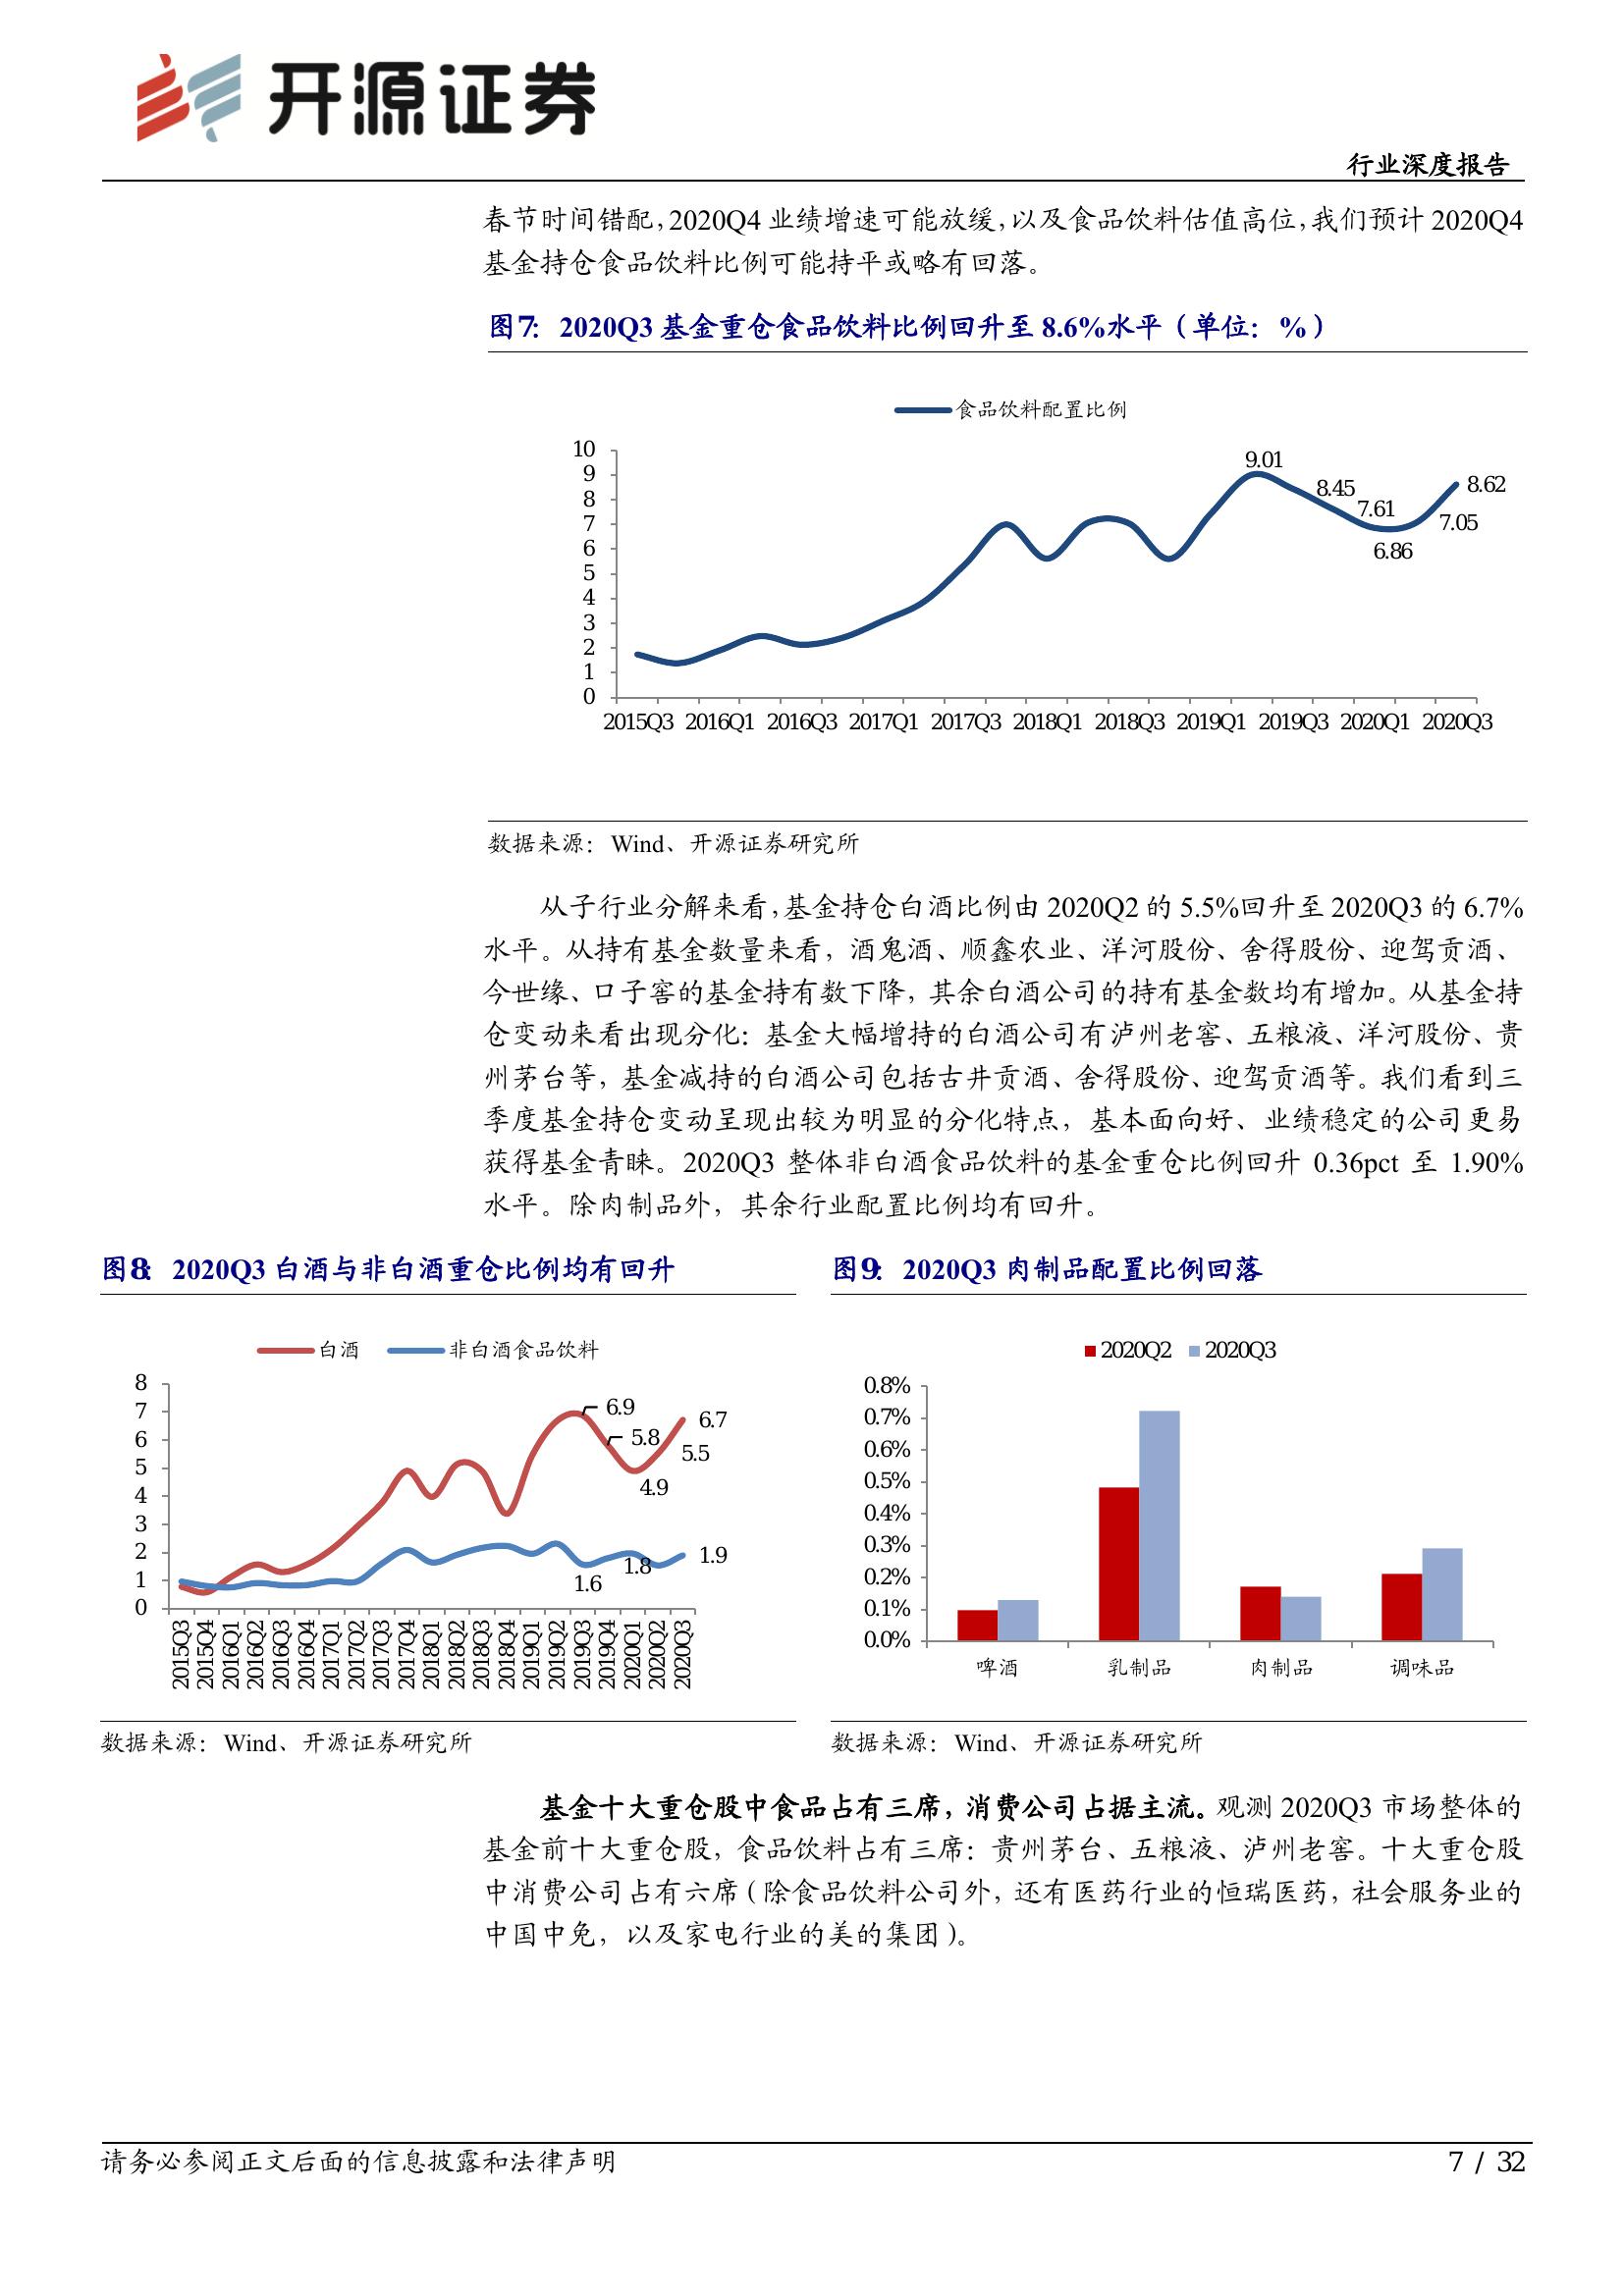 开源证券
行业深度报告
春节时间错配,2020Q4 业绩增速可能放缓,以及食品饮料估值高位,我们预计 2020Q4
基金持仓食品饮料比例可能持平或略有回落。
图7: 2020Q3 基金重仓食品饮料比例回升至 8.6%水平(单位:%)
食品饮料配置比例
10
9
8
7
6
5
4
3
2
1
0
9.01
8.45
7.61
6.86
7.05
8.62
2015Q3 2016Q1 2016Q3 2017Q1 2017Q3 2018Q1 2018Q3 2019Q1 2019Q3 2020Q1 2020Q3
数据来源:Wind、开源证券研究所
从子行业分解来看,基金持仓白酒比例由 2020Q2 的 5.5%回升至 2020Q3 的 6.7%
水平。从持有基金数量来看,酒鬼酒、顺鑫农业、洋河股份、舍得股份、迎驾贡酒、
今世缘、口子窖的基金持有数下降,其余白酒公司的持有基金数均有增加。从基金持
仓变动来看出现分化:基金大幅增持的白酒公司有泸州老窖、五粮液、洋河股份、贵
州茅台等,基金减持的白酒公司包括古井贡酒、舍得股份、迎驾贡酒等。我们看到三
季度基金持仓变动呈现出较为明显的分化特点,基本面向好、业绩稳定的公司更易
获得基金青睐。2020Q3 整体非白酒食品饮料的基金重仓比例回升 0.36pct 至 1.90%
水平。除肉制品外,其余行业配置比例均有回升。
图8: 2020Q3 白酒与非白酒重仓比例均有回升
白酒 非白酒食品饮料
8
7
6
5
4
3
2
1
0
6.9
5.8
4.9
5.5
6.7
1.6
1.8
1.9
2015Q3 2015Q4 2016Q1 2016Q2 2016Q3 2016Q4 2017Q1 2017Q2 2017Q3 2017Q4 2018Q1 2018Q2 2018Q3 2018Q4 2019Q1 2019Q2 2019Q3 2019Q4 2020Q1 2020Q2 2020Q3
数据来源:Wind、开源证券研究所
图9: 2020Q3 肉制品配置比例回落
2020Q2 2020Q3
0.8%
0.7%
0.6%
0.5%
0.4%
0.3%
0.2%
0.1%
0.0%
啤酒 乳制品 肉制品 调味品
数据来源:Wind、开源证券研究所
基金十大重仓股中食品占有三席,消费公司占据主流。观测 2020Q3 市场整体的
基金前十大重仓股,食品饮料占有三席:贵州茅台、五粮液、泸州老窖。十大重仓股
中消费公司占有六席(除食品饮料公司外,还有医药行业的恒瑞医药,社会服务业的
中国中免,以及家电行业的美的集团)。
请务必参阅正文后面的信息披露和法律声明
7 / 32